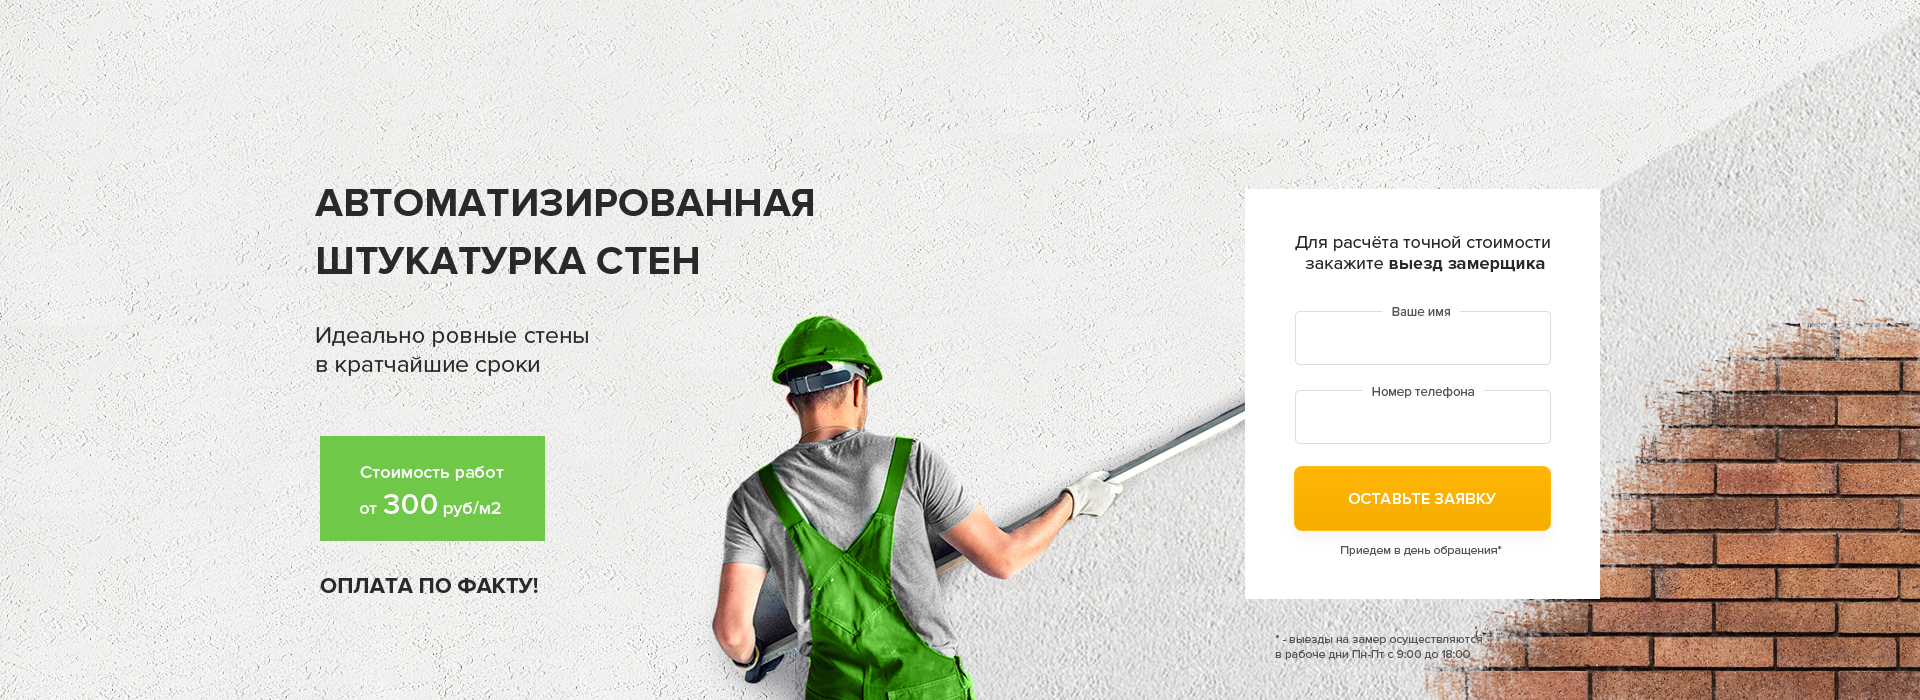 АВТОМАТИЗИРОВАННАЯ
ШТУКАТУРКА СТЕН
Идеально ровные стены
в кратчайшие сроки
Стоимость работ
от 300 руб/м2
ОПЛАТА ПО ФАКТУ!
Для расчёта точной стоимости
закажите выезд замерщика
Ваше имя
Номер телефона
ОСТАВЬТЕ ЗАЯВКУ
Приедем в день обращения*
* - выезды на замер осуществляются
в рабоче дни Пн-Пт с 9:00 до 18:00